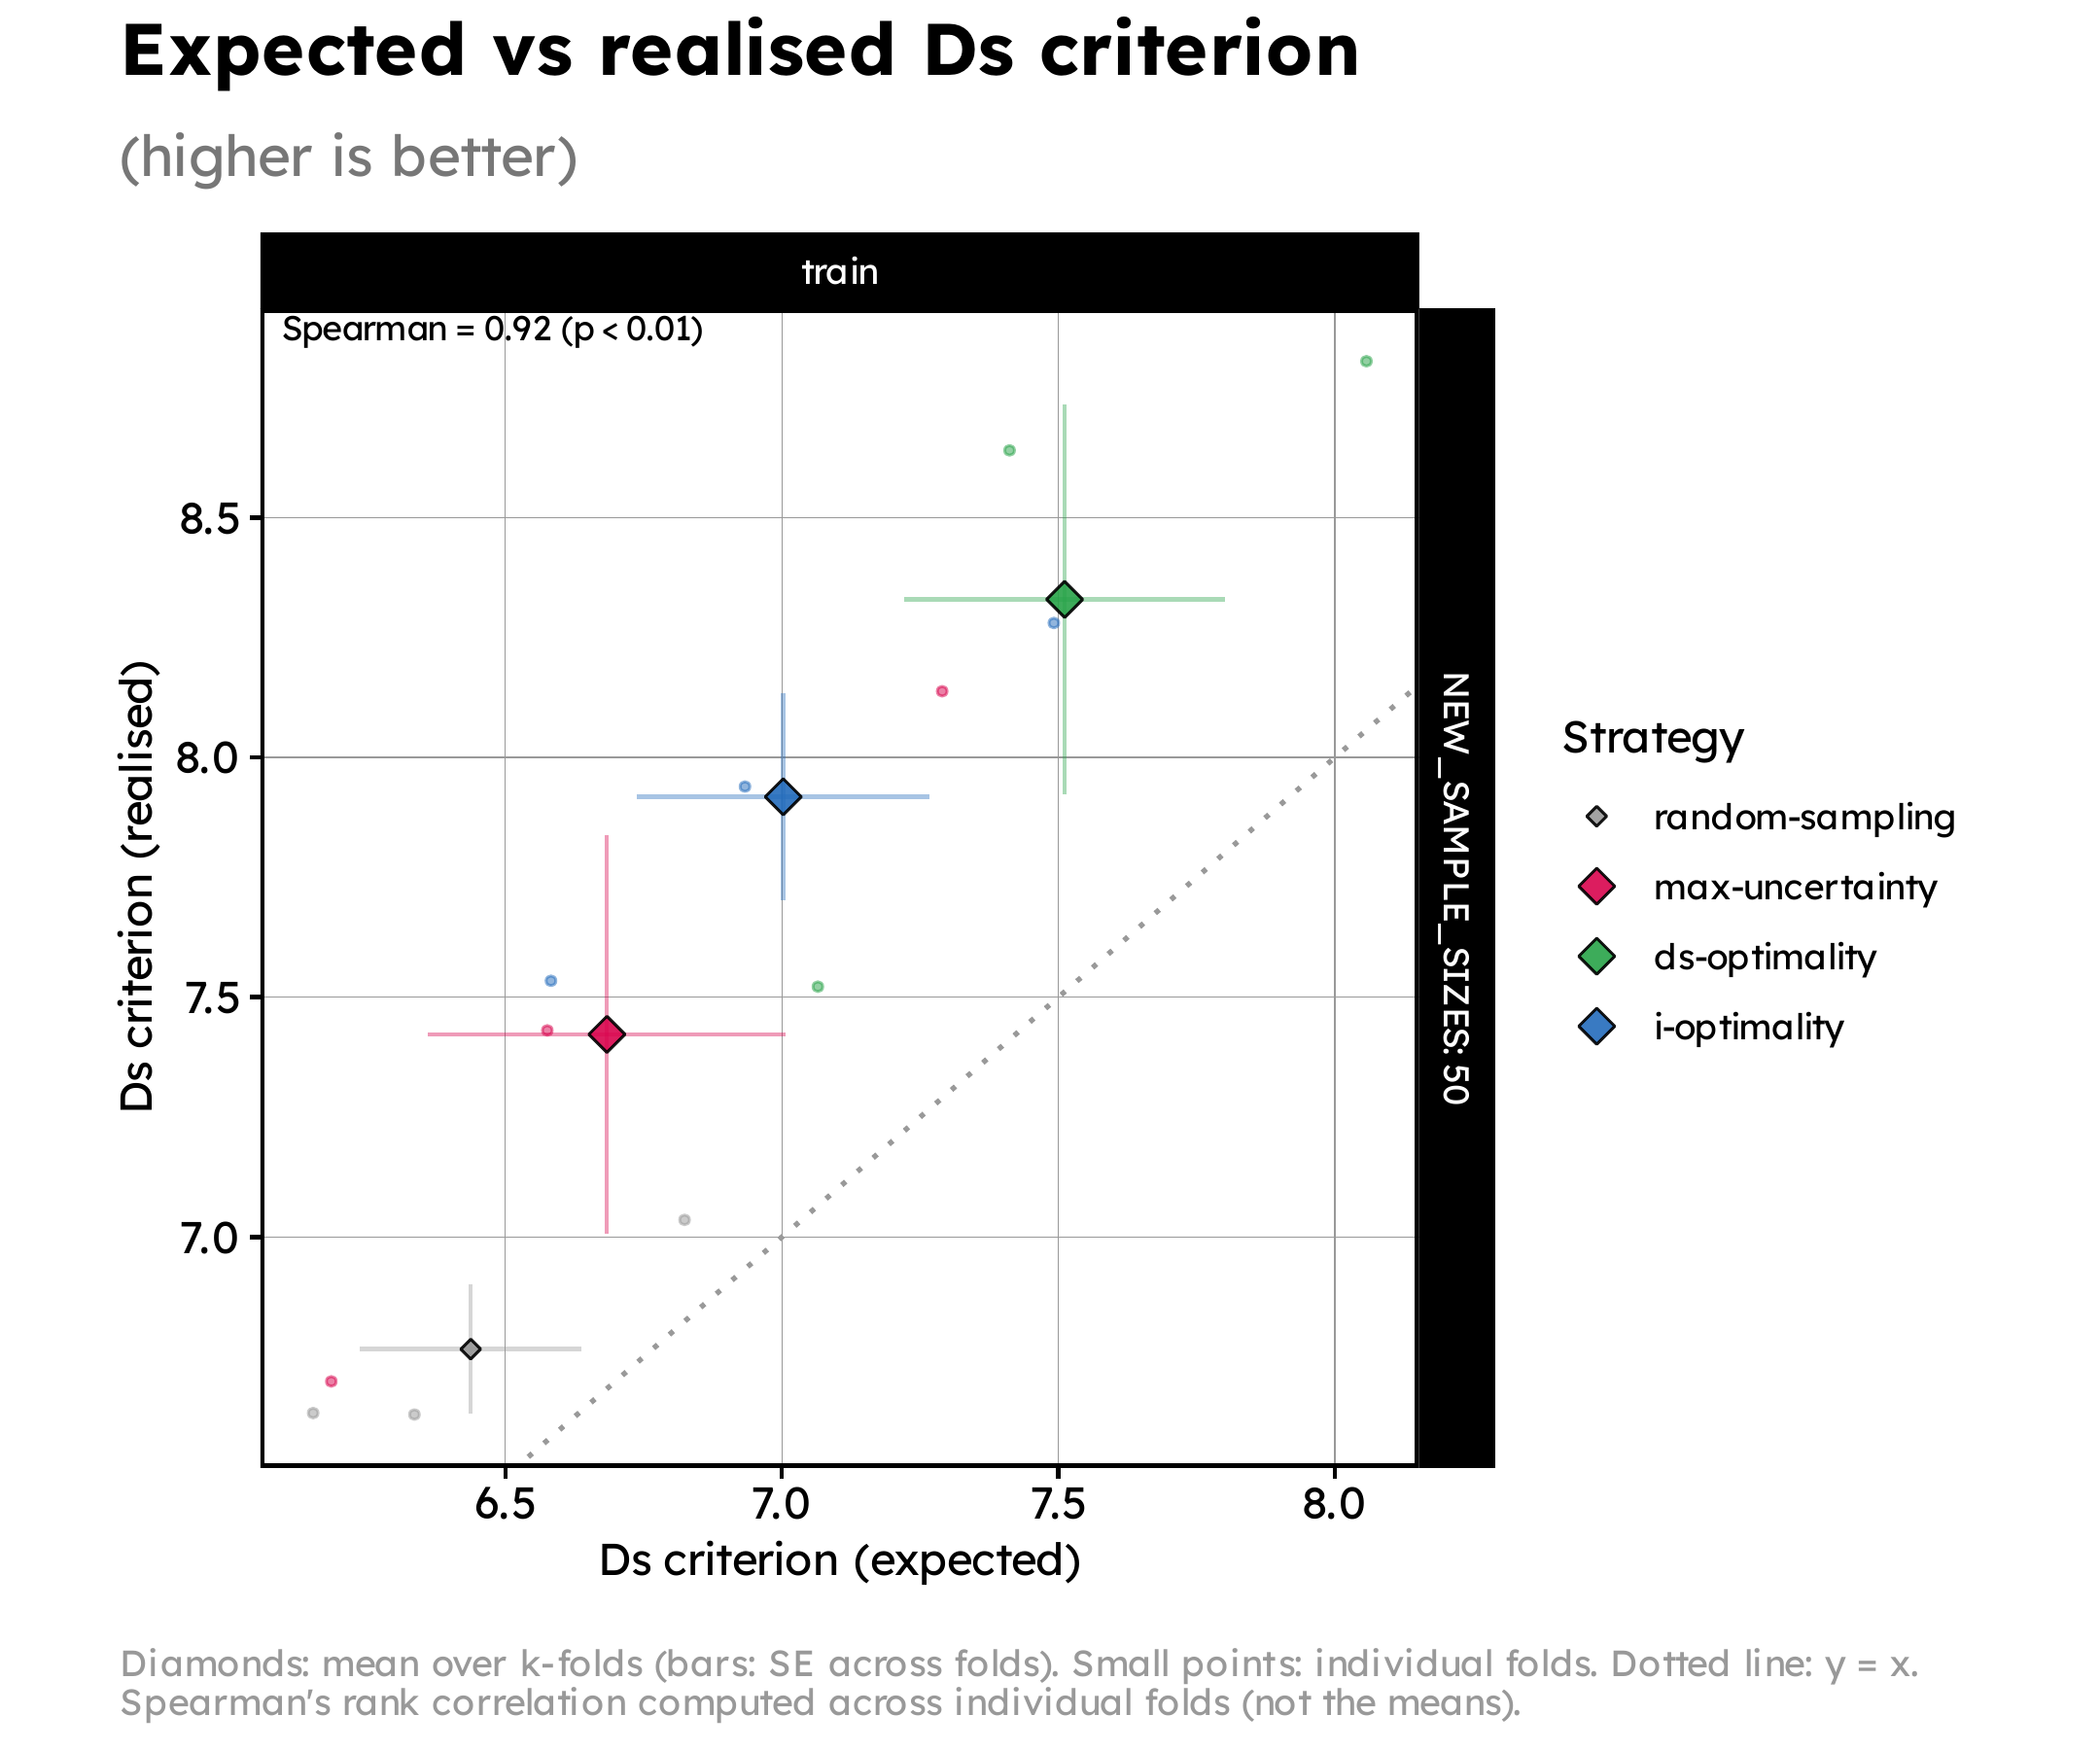 Expected vs realised Ds criterion
(higher is better)
train
Spearman = 0.92 (p < 0.01)
8.5
8.0
7.5
7.0
Ds criterion (realised)
6.5
7.0
7.5
8.0
Ds criterion (expected)
NEW_SAMPLE_SIZES: 50
Strategy
random-sampling
max-uncertainty
ds-optimality
i-optimality
Diamonds: mean over k-folds (bars: SE across folds). Small points: individual folds. Dotted line: y = x.
Spearman's rank correlation computed across individual folds (not the means).